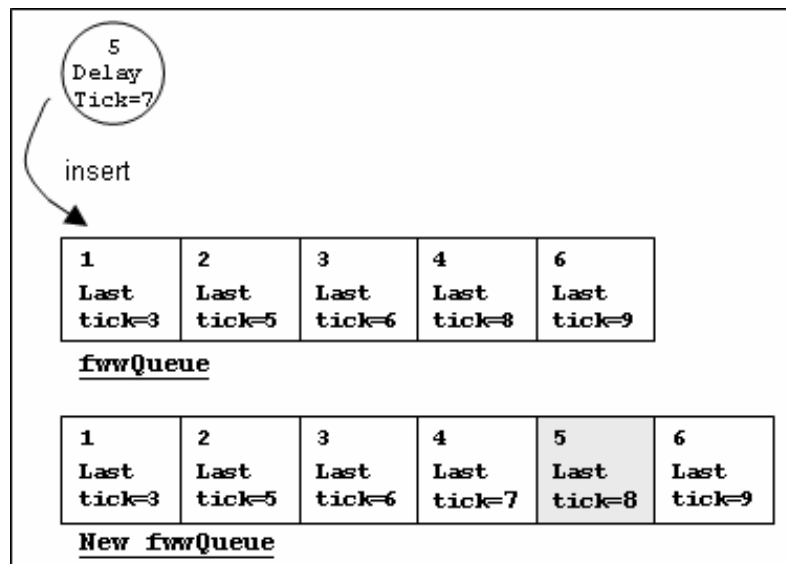 5
Delay
Tick=7
insert
1 2 3 4 6
Last Last Last Last Last
tick=3 tick=5 tick=6 tick=8 tick=9
fwwQueue
1 2 3 4 5 6
Last Last Last Last Last Last
tick=3 tick=5 tick=6 tick=7 tick=8 tick=9
New fwwQueue